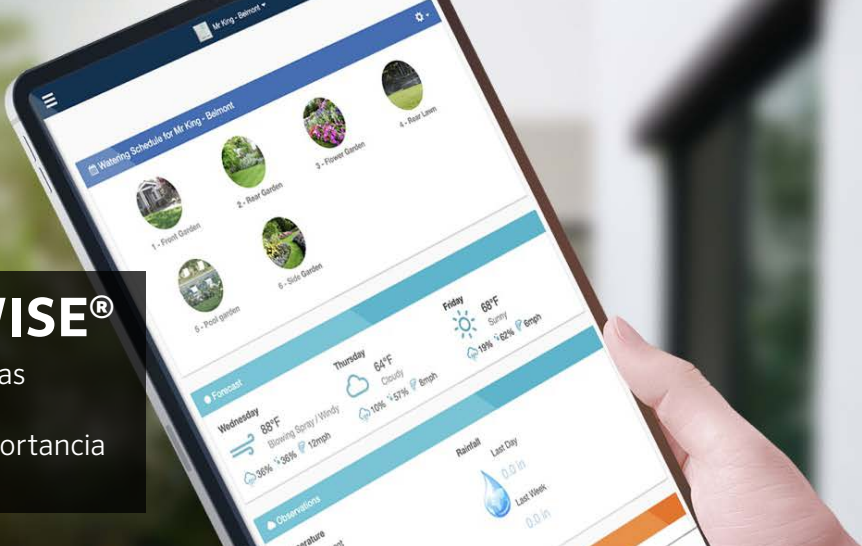 Mr King - Belmont
Watering Schedule for Mr King - Belmont
1 - Front Garden
2 - Rear Garden
3 - Flower Garden
4 - Rear Lawn
5 - Pool garden
6 - Side Garden
Forecast
Wednesday
88°F
Blowing Spray / Windy
36% 36% 12mph
Thursday
64°F
Cloudy
10% 57% 8mph
Friday
68°F
Sunny
19% 62% 6mph
Observations
Rainfall
Last Day
0.0 in
Last Week
0.0 in
VISE®
as
ortancia